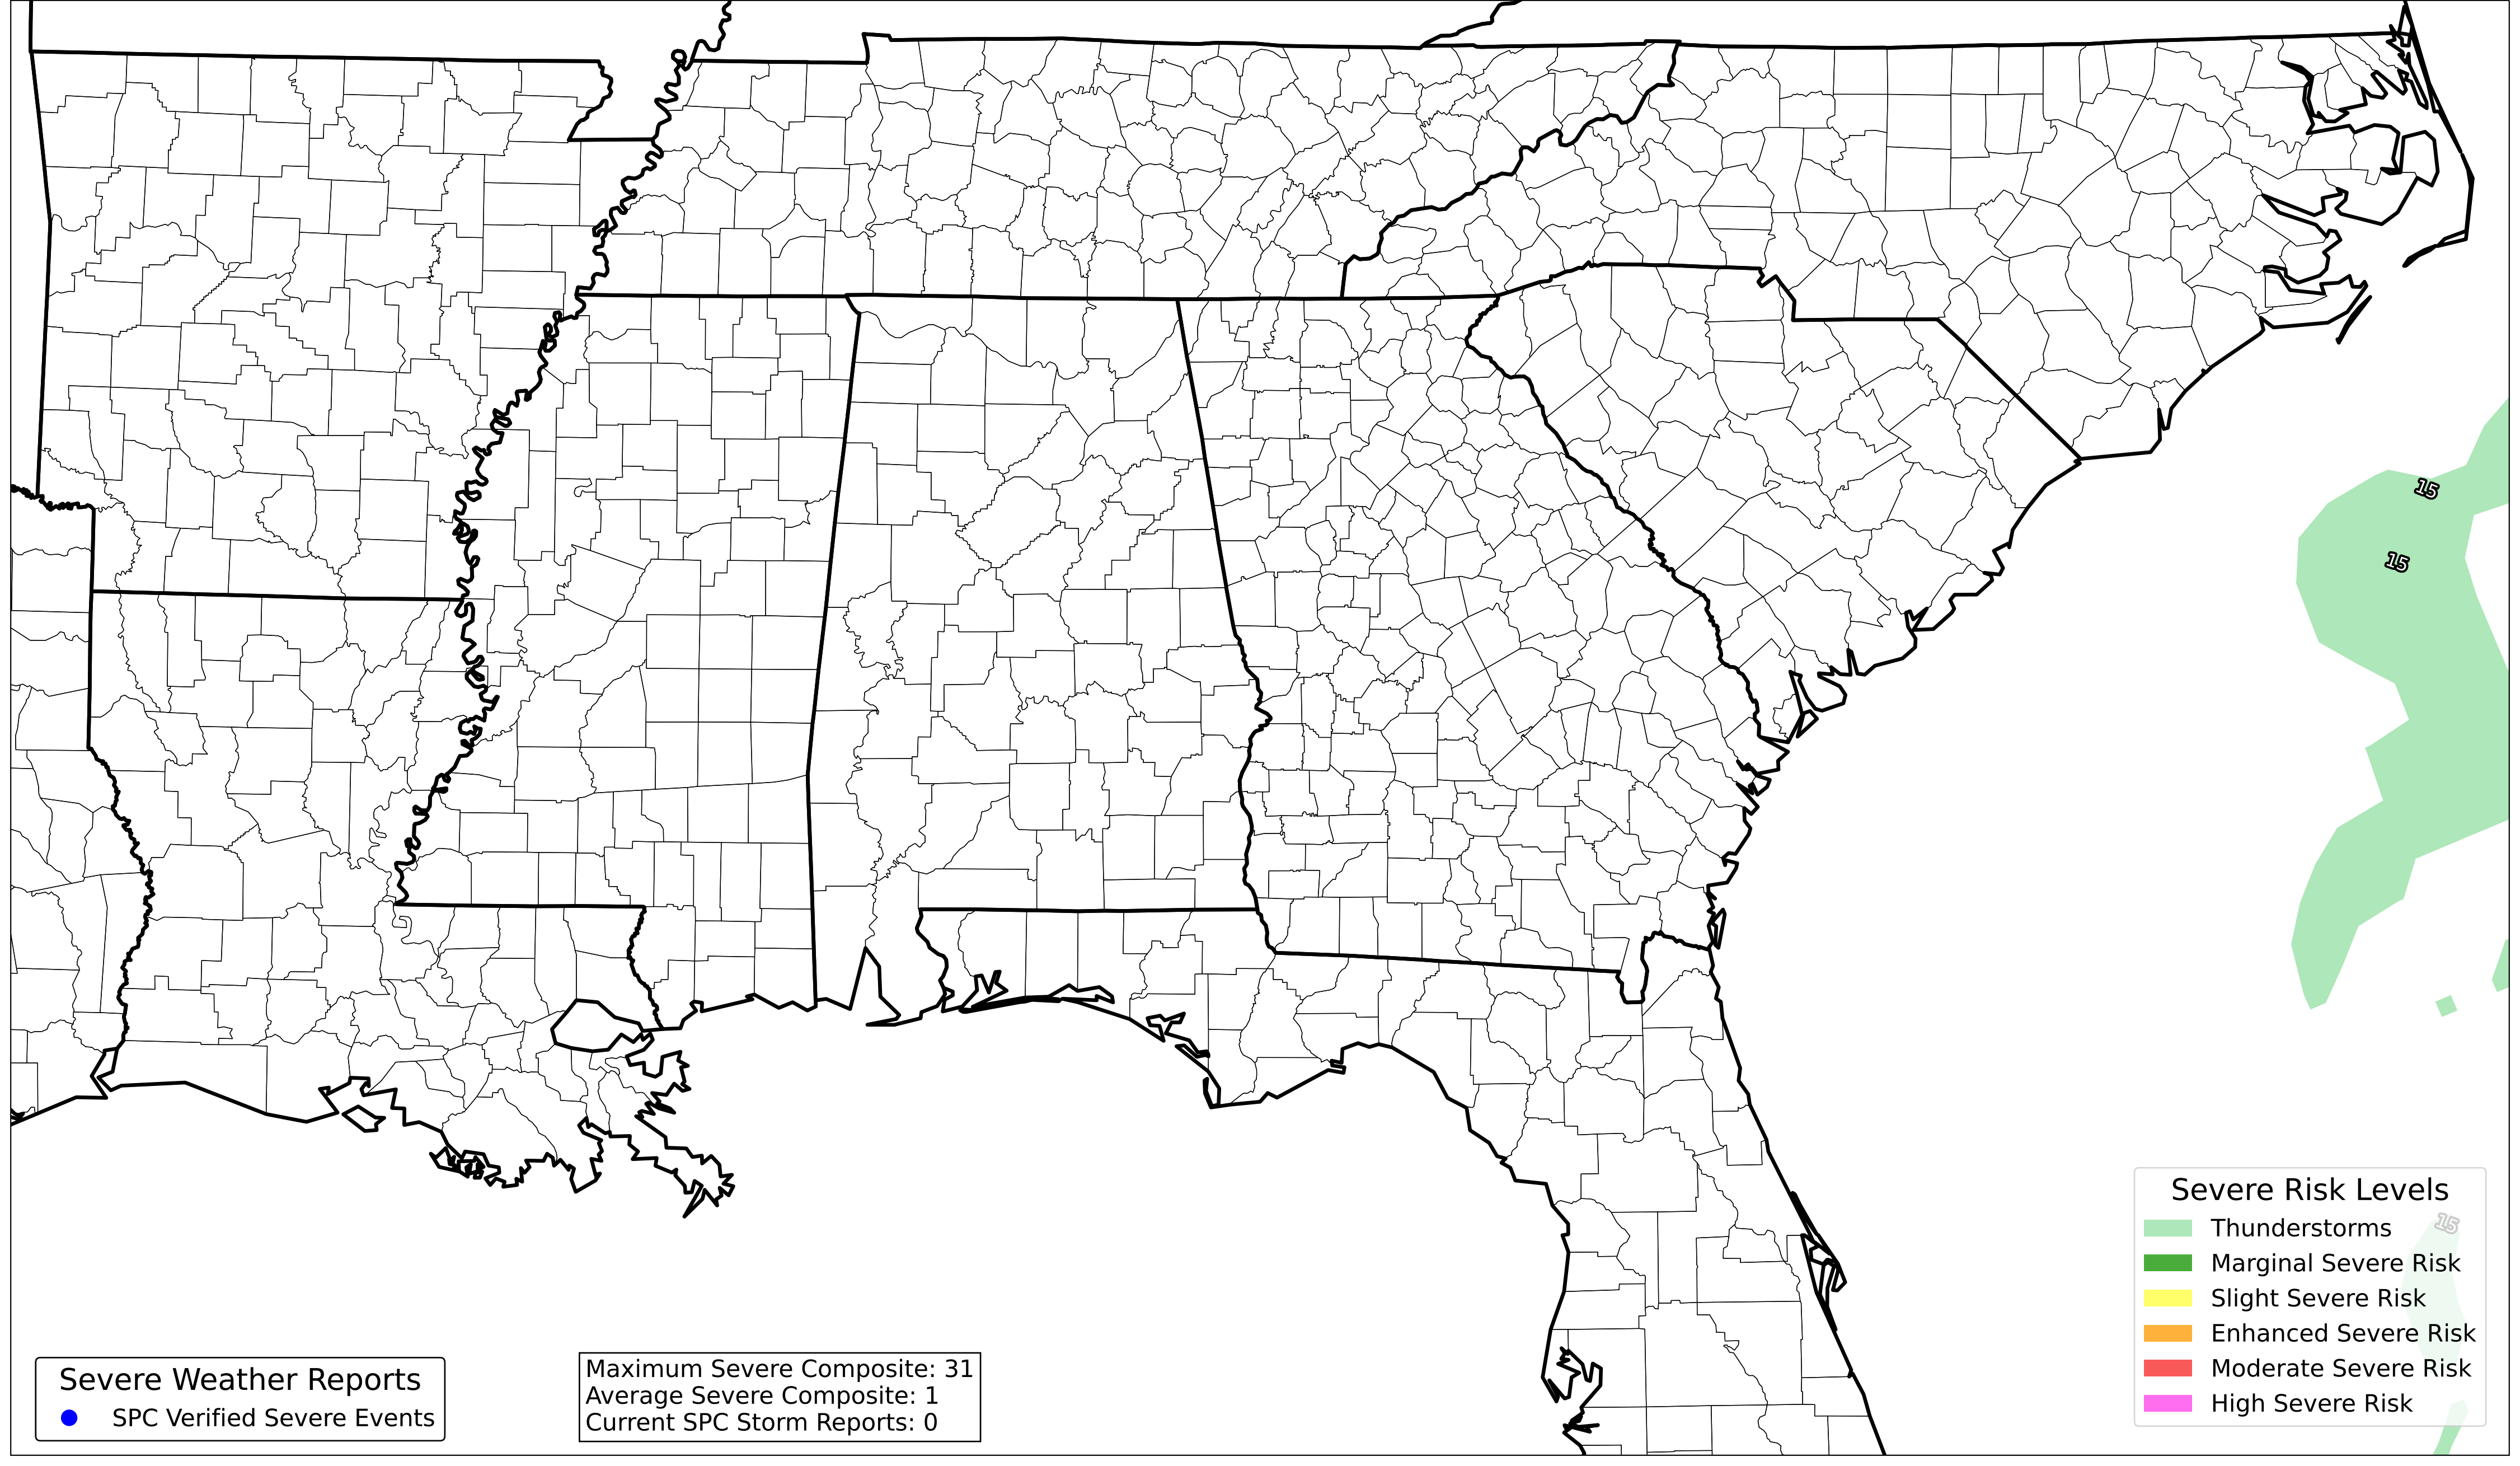 15
15
Severe Risk Levels
15
Thunderstorms
Marginal Severe Risk
Slight Severe Risk
Enhanced Severe Risk
Moderate Severe Risk
High Severe Risk
Severe Weather Reports
SPC Verified Severe Events
Maximum Severe Composite: 31
Average Severe Composite: 1
Current SPC Storm Reports: 0